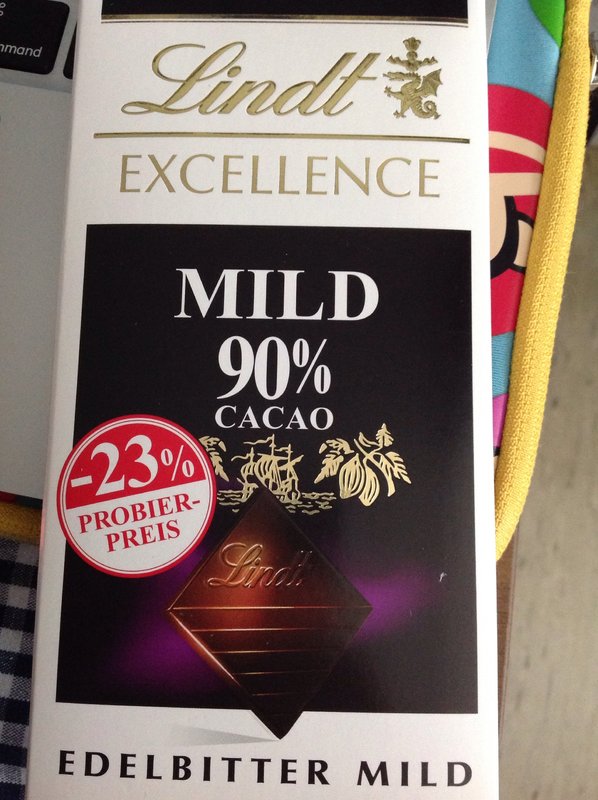 mmand
Lindt
EXCELLENCE
MILD
90%
CACAO
-23%
PROBIER-
PREIS
Lindt
EDELBITTER MILD